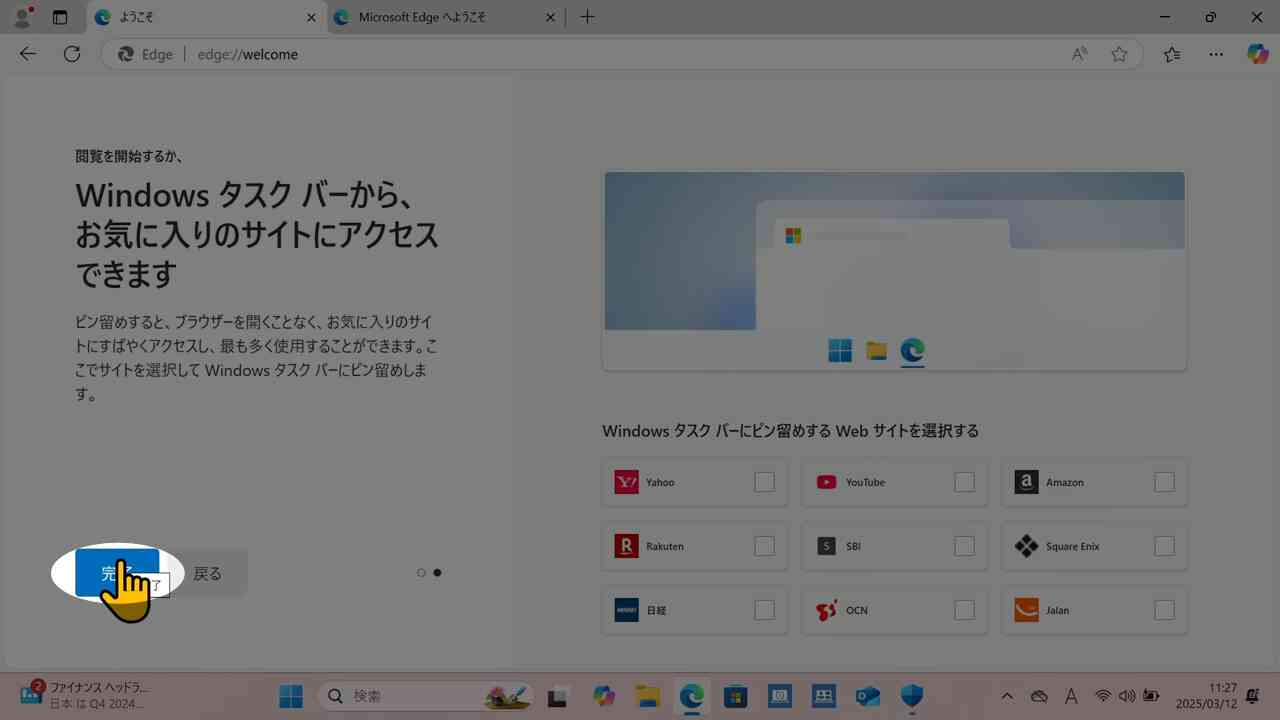 ようこそ
Microsoft Edge へようこそ
Edge
edge://welcome
閲覧を開始するか、
Windows タスク バーから、
お気に入りのサイトにアクセス
できます
ピン留めすると、ブラウザーを開くことなく、お気に入りのサイ
トにすばやくアクセスし、最も多く使用することができます。こ
こでサイトを選択して Windows タスク バーにピン留めしま
す。
Windows タスク バーにピン留めする Web サイトを選択する
Yahoo
YouTube
Amazon
Rakuten
SBI
Square Enix
日経
OCN
Jalan
完了
戻る
2
ファイナンス ヘッドラ...
日本 は Q4 2024...
検索
A
11:27
2025/03/12